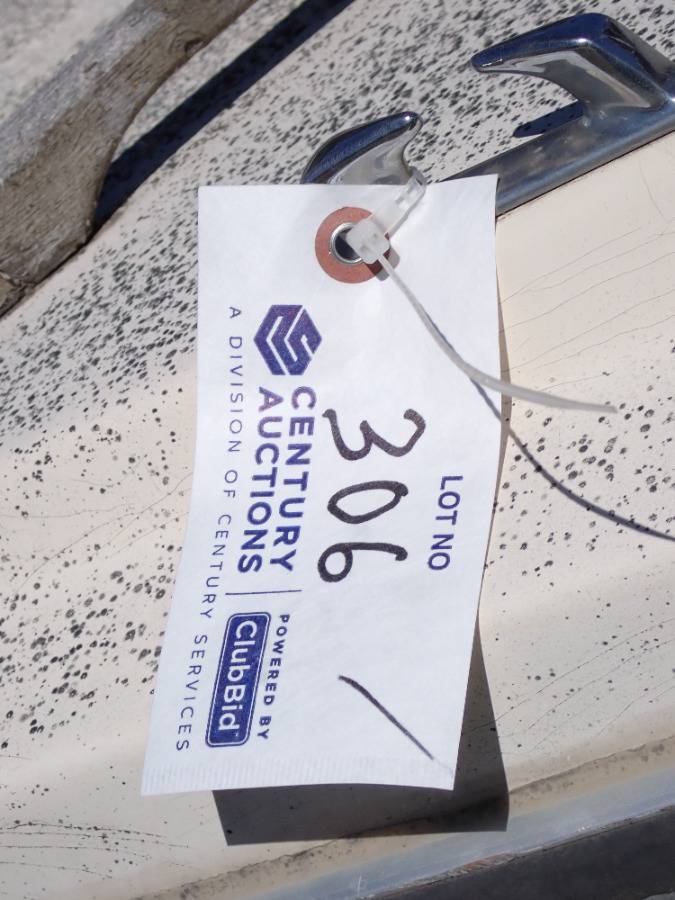 LOT NO
306
CENTURY
AUCTIONS
A DIVISION OF CENTURY SERVICES
POWERED BY
ClubBid